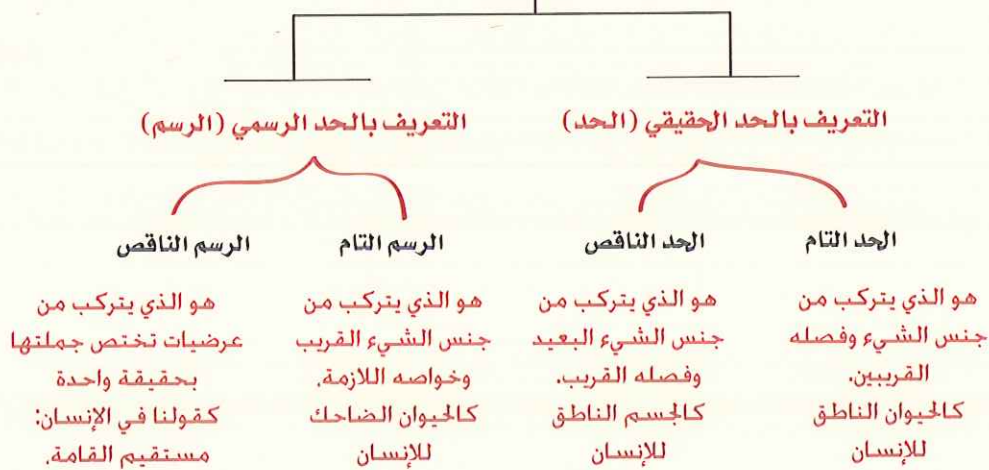 التعريف بالحد الحقيقي (الحد)
التعريف بالحد الرسمي (الرسم)
الحد التام
هو الذي يتركب من
جنس الشيء وفصله
القريبين.
كالحيوان الناطق
للإنسان
الحد الناقص
هو الذي يتركب من
جنس الشيء البعيد
وفصله القريب.
كالجسم الناطق
للإنسان
الرسم التام
هو الذي يتركب من
جنس الشيء القريب
وخواصه اللازمة.
كالحيوان الضاحك
للإنسان
الرسم الناقص
هو الذي يتركب من
عرضيات تختص جملتها
بحقيقة واحدة
كقولنا في الإنسان:
مستقيم القامة.